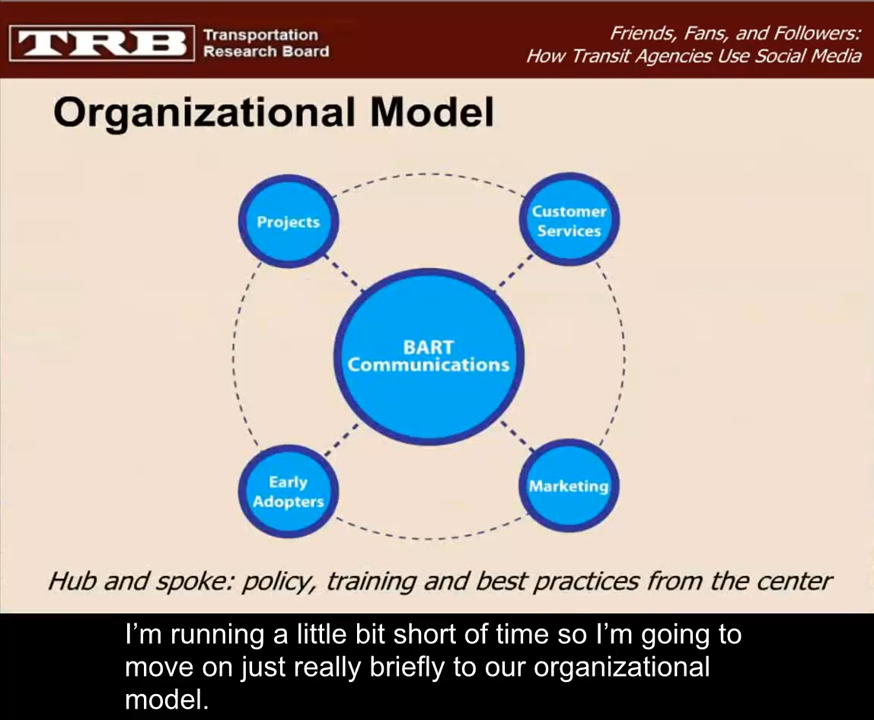 TRB
Transportation
Research Board
Friends, Fans, and Followers:
How Transit Agencies Use Social Media
Organizational Model
Projects
Customer
Services
BART
Communications
Early
Adopters
Marketing
Hub and spoke: policy, training and best practices from the center
I'm running a little bit short of time so I'm going to
move on just really briefly to our organizational
model.